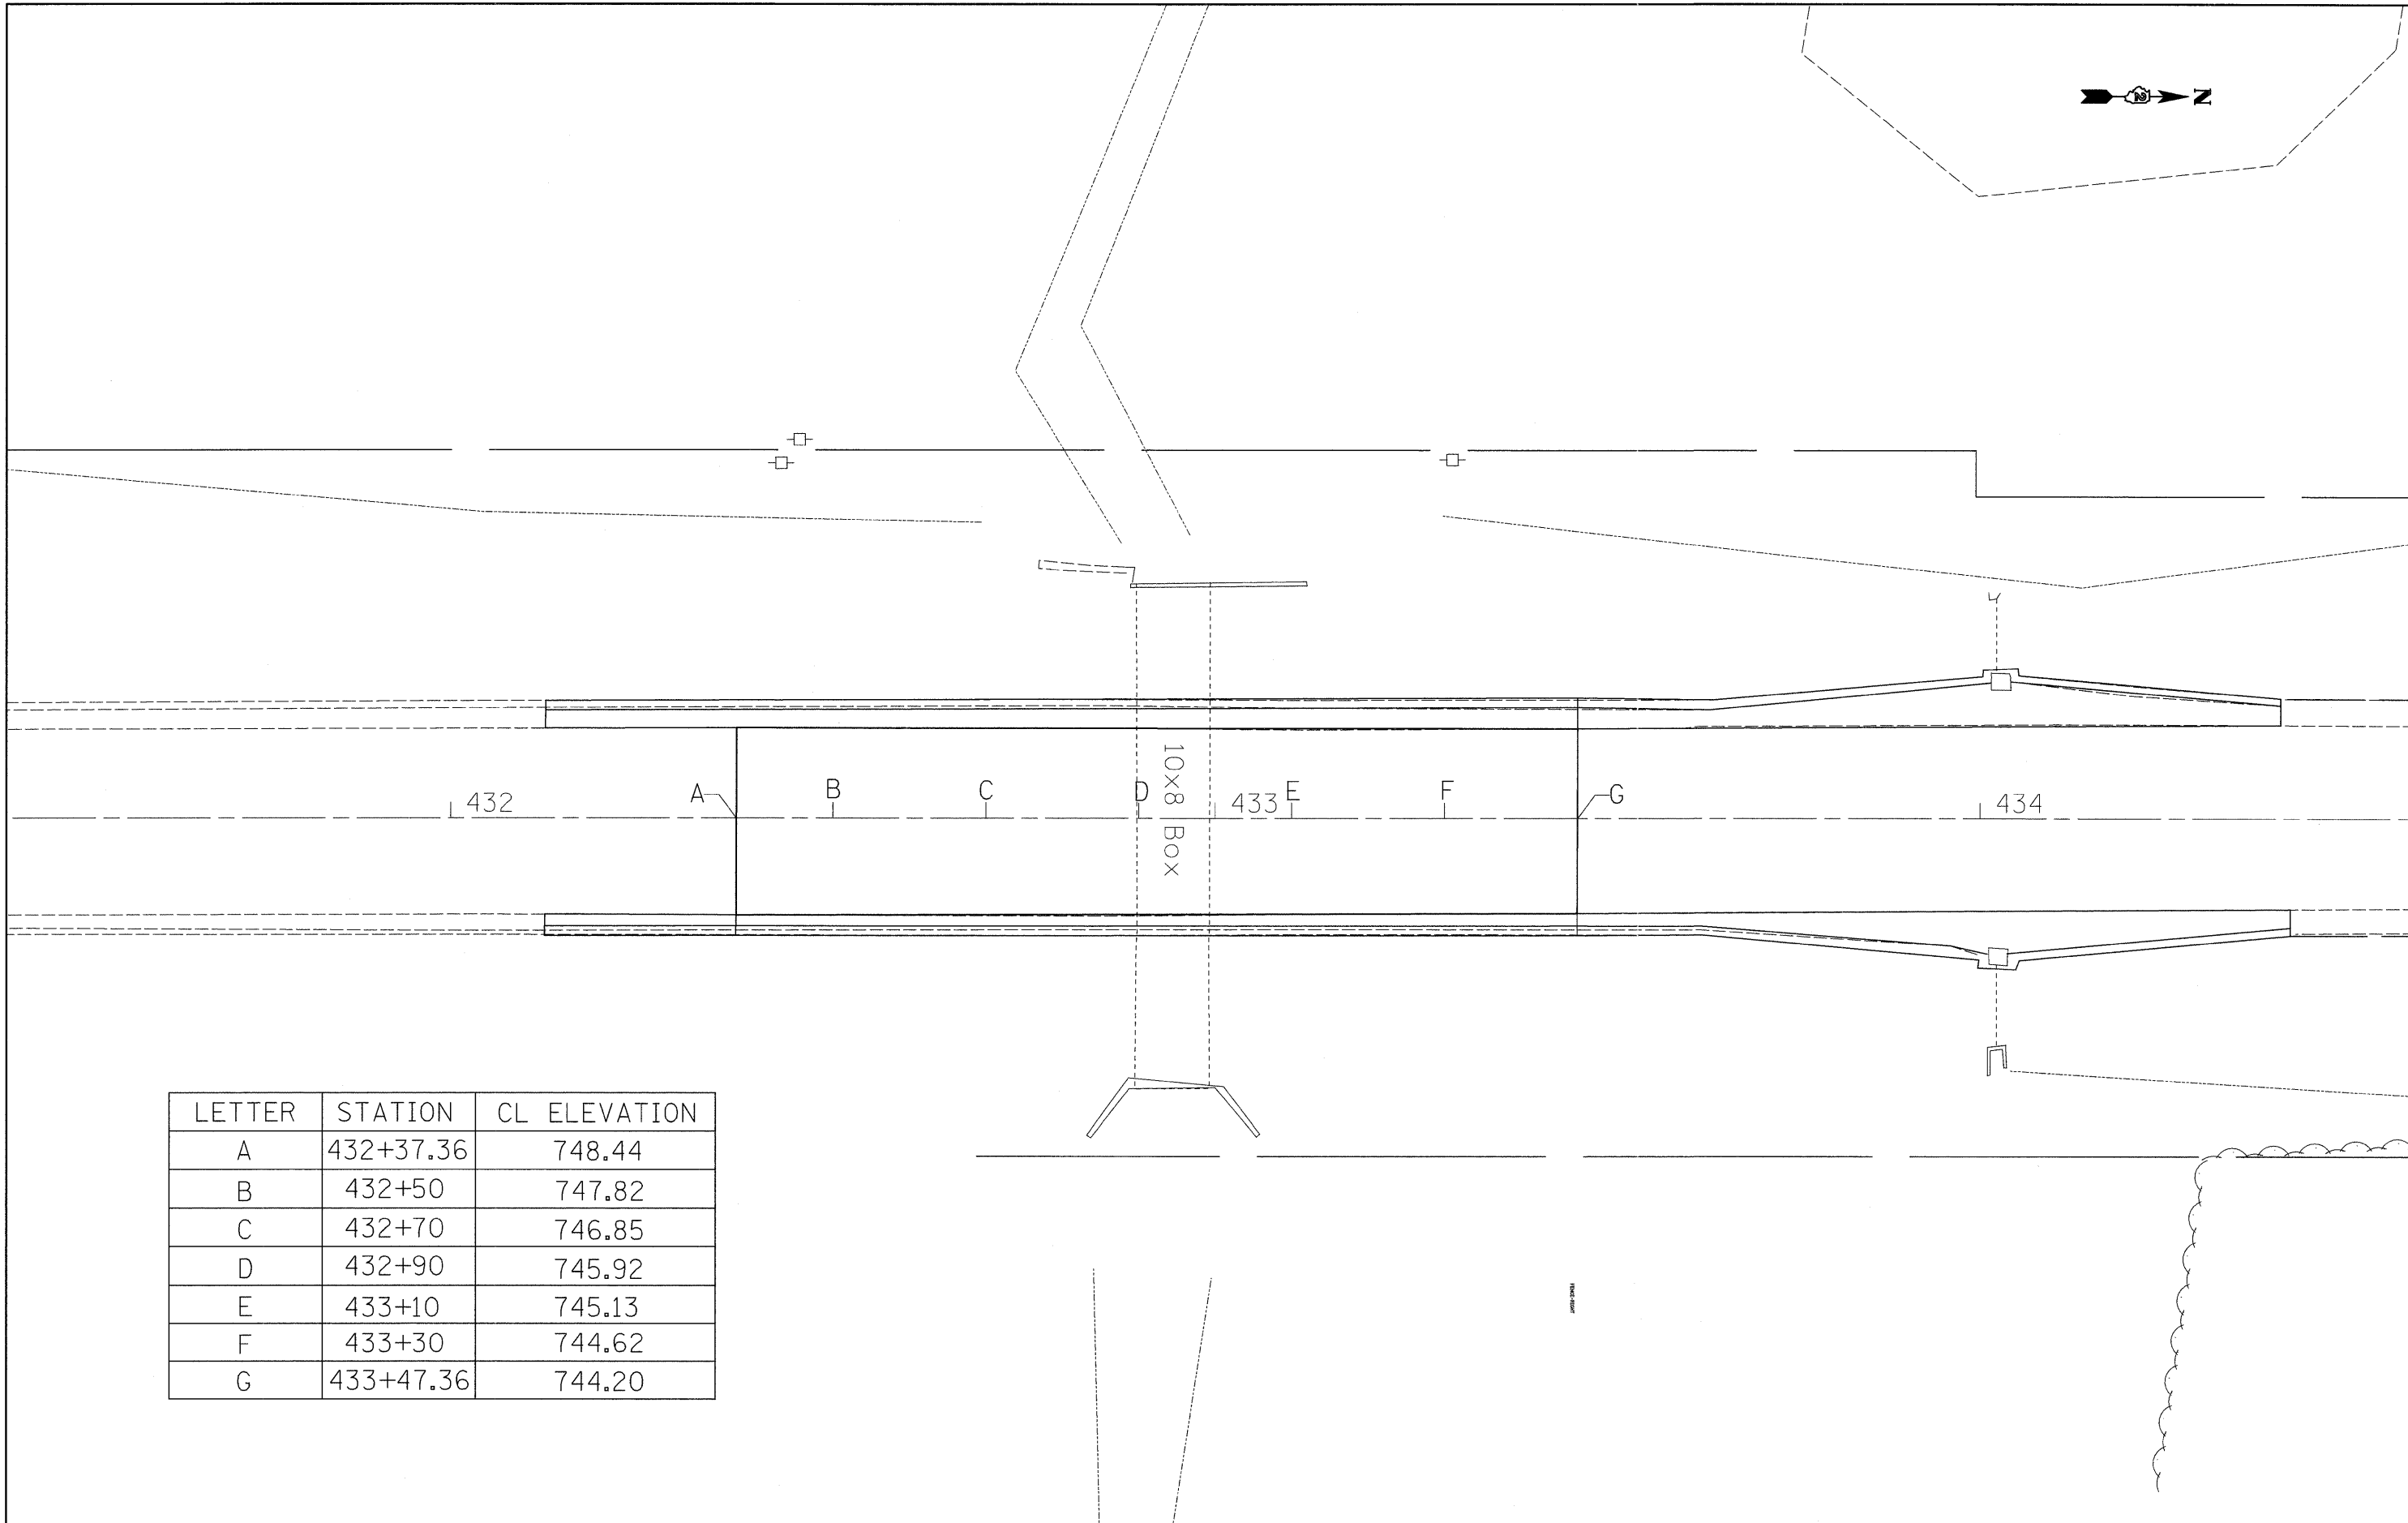 N
10x8 Box
A
B
C
D
E
F
G
432
433
434
LETTER STATION CL ELEVATION
A 432+37.36 748.44
B 432+50 747.82
C 432+70 746.85
D 432+90 745.92
E 433+10 745.13
F 433+30 744.62
G 433+47.36 744.20